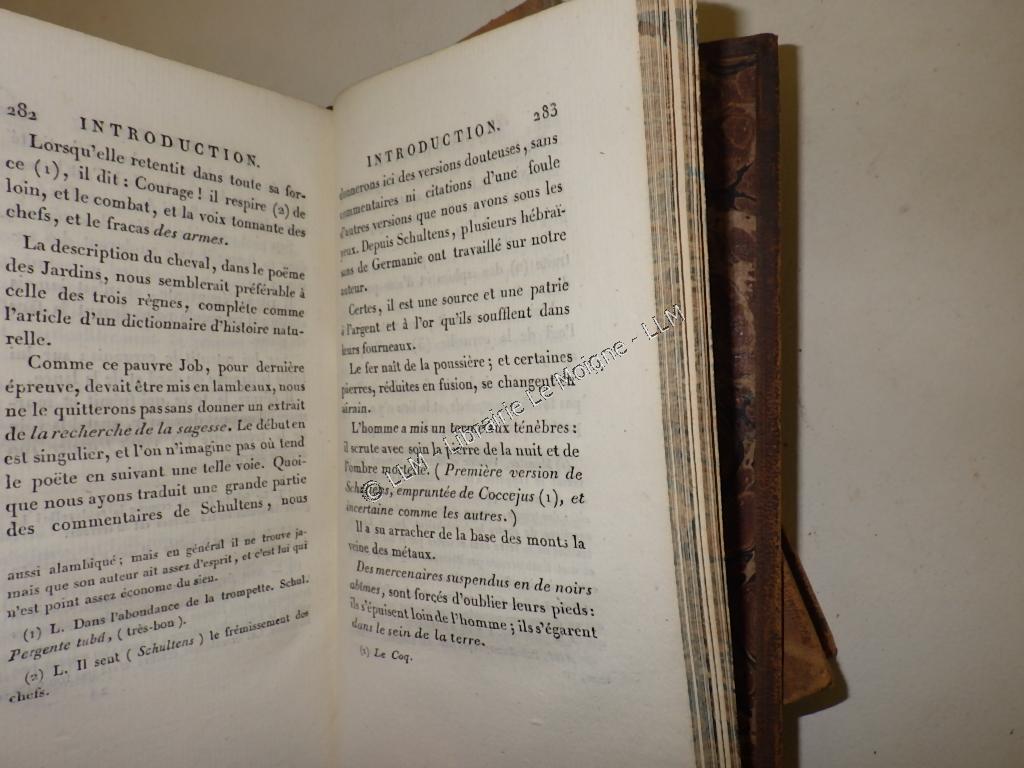 282 INTRODUCTION.
Lorsqu'elle retentit dans toute sa for-
ce (1), il dit : Courage ! il respire (2) de
loin, et le combat, et la voix tonnante des
chefs, et le fracas des armes.
La description du cheval, dans le poëme
des Jardins, nous semblerait préférable à
celle des trois règnes, complète comme
l'article d'un dictionnaire d'histoire natu-
relle.
Comme ce pauvre Job, pour dernière
épreuve, devait être mis en lambeaux, nous
ne le quitterons pas sans donner un extrait
de la recherche de la sagesse. Le début en
est singulier, et l'on n'imagine pas où tend
le poëte en suivant une telle voie. Quoi-
que nous ayons traduit une grande partie
des commentaires de Schultens, nous
aussi alambiqué ; mais en général il ne trouve ja-
mais que son auteur ait assez d'esprit, et c'est lui qui
n'est point assez économe du sien.
(1) L. Dans l'abondance de la trompette. Schul.
Pergente tubâ, (très-bon).
(2) L. Il sent (Schultens) le frémissement des
chefs.
INTRODUCTION. 283
donnerons ici des versions douteuses, sans
commentaires ni citations d'une foule
d'autres versions que nous avons sous les
yeux. Depuis Schultens, plusieurs hébraï-
sans de Germanie ont travaillé sur notre
auteur.
Certes, il est une source et une patrie
à l'argent et à l'or qu'ils soufflent dans
leurs fourneaux.
Le fer naît de la poussière ; et certaines
pierres, réduites en fusion, se changent en
airain.
L'homme a mis un terme aux ténèbres :
il scrute avec soin la pierre de la nuit et de
l'ombre mortelle. (Première version de
Schultens, empruntée de Coccejus (1), et
incertaine comme les autres.)
Il a su arracher de la base des monts la
veine des métaux.
Des mercenaires suspendus en de noirs
abîmes, sont forcés d'oublier leurs pieds :
ils s'épuisent loin de l'homme ; ils s'égarent
dans le sein de la terre.
(1) Le Coq.
© LLM - Librairie Le Moigne - LLM